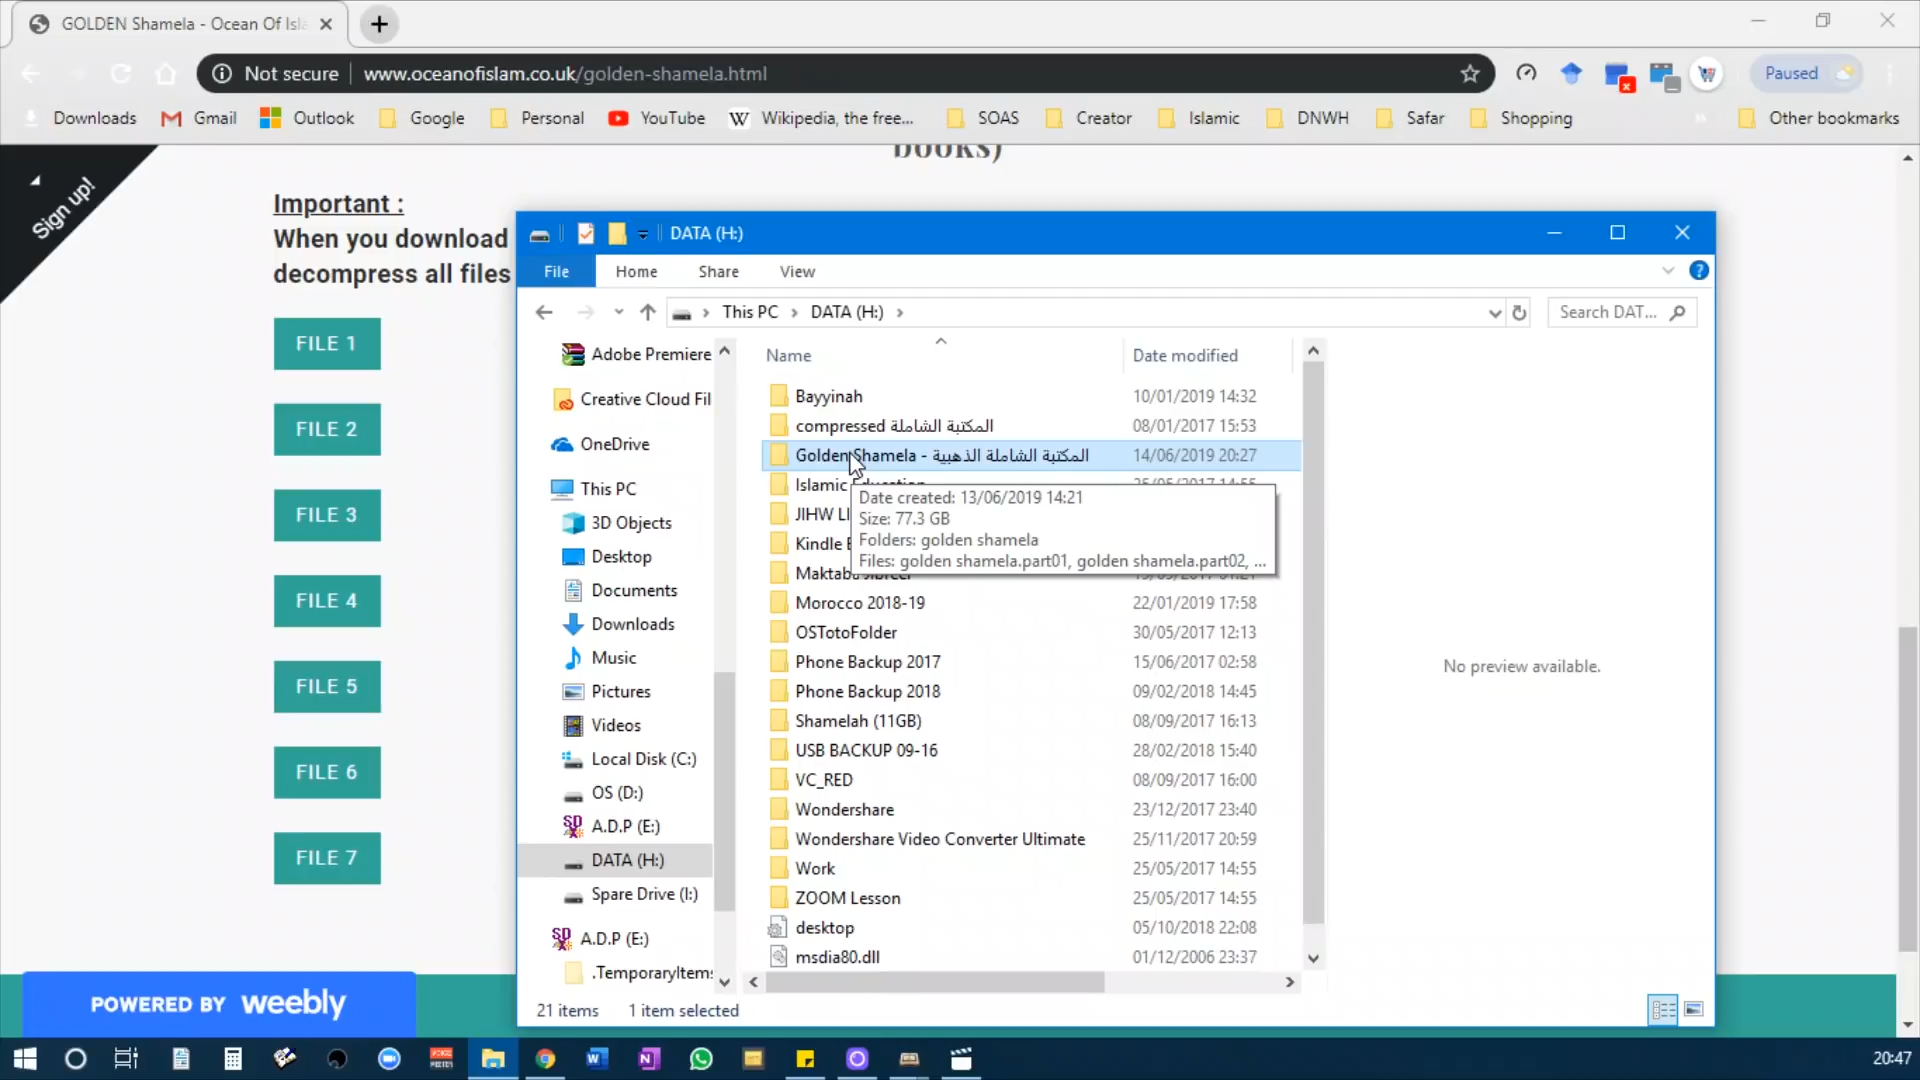 GOLDEN Shamela - Ocean Of Isla
Not secure
www.oceanofislam.co.uk/golden-shamela.html
Paused
Downloads
Gmail
Outlook
Google
Personal
YouTube
Wikipedia, the free...
SOAS
Creator
Islamic
DNWH
Safar
Shopping
Other bookmarks
books)
Sign up!
Important :
When you download
decompress all files
FILE 1
FILE 2
FILE 3
FILE 4
FILE 5
FILE 6
FILE 7
POWERED BY weebly
DATA (H:)
File
Home
Share
View
This PC
DATA (H:)
Search DAT...
Adobe Premiere
Creative Cloud Fil
OneDrive
This PC
3D Objects
Desktop
Documents
Downloads
Music
Pictures
Videos
Local Disk (C:)
OS (D:)
A.D.P (E:)
DATA (H:)
Spare Drive (I:)
A.D.P (E:)
.TemporaryItems
Name
Date modified
Bayyinah 10/01/2019 14:32
compressed المكتبة الشاملة 08/01/2017 15:53
Golden Shamela - المكتبة الشاملة الذهبية 14/06/2019 20:27
Islamic
JIHW LI
Kindle
Maktaba
Date created: 13/06/2019 14:21
Size: 77.3 GB
Folders: golden shamela
Files: golden shamela.part01, golden shamela.part02, ...
Morocco 2018-19 22/01/2019 17:58
OSTotoFolder 30/05/2017 12:13
Phone Backup 2017 15/06/2017 02:58
Phone Backup 2018 09/02/2018 14:45
Shamelah (11GB) 08/09/2017 16:13
USB BACKUP 09-16 28/02/2018 15:40
VC_RED 08/09/2017 16:00
Wondershare 23/12/2017 23:40
Wondershare Video Converter Ultimate 25/11/2017 20:59
Work 25/05/2017 14:55
ZOOM Lesson 25/05/2017 14:55
desktop 05/10/2018 22:08
msdia80.dll 01/12/2006 23:37
No preview available.
21 items
1 item selected
20:47